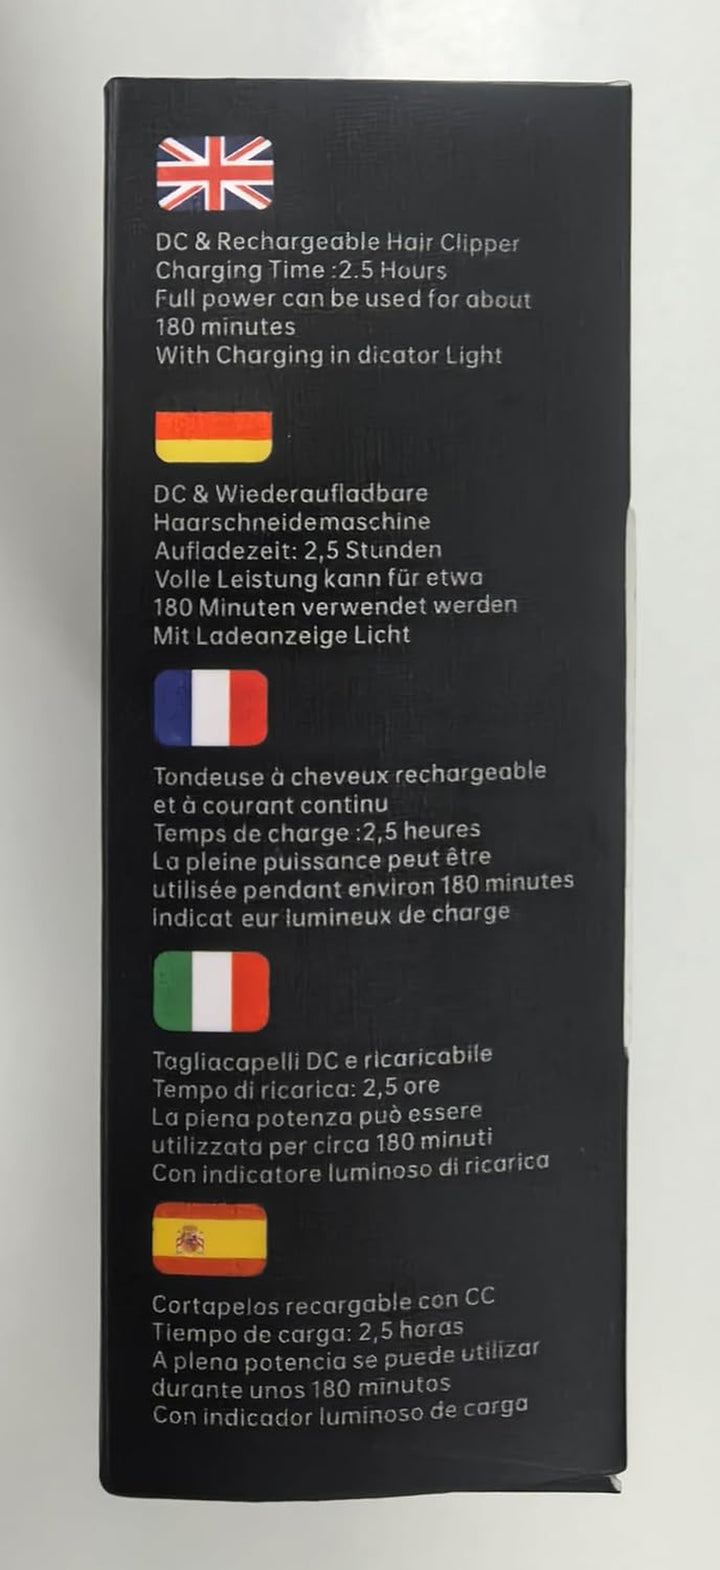 DC & Rechargeable Hair Clipper
Charging Time :2.5 Hours
Full power can be used for about
180 minutes
With Charging in dicator Light
DC & Wiederaufladbare
Haarschneidemaschine
Aufladezeit: 2,5 Stunden
Volle Leistung kann für etwa
180 Minuten verwendet werden
Mit Ladeanzeige Licht
Tondeuse à cheveux rechargeable
et à courant continu
Temps de charge :2,5 heures
La pleine puissance peut être
utilisée pendant environ 180 minutes
Indicat eur lumineux de charge
Tagliacapelli DC e ricaricabile
Tempo di ricarica: 2,5 ore
La piena potenza può essere
utilizzata per circa 180 minuti
Con indicatore luminoso di ricarica
Cortapelos recargable con CC
Tiempo de carga: 2,5 horas
A plena potencia se puede utilizar
durante unos 180 minutos
Con indicador luminoso de carga